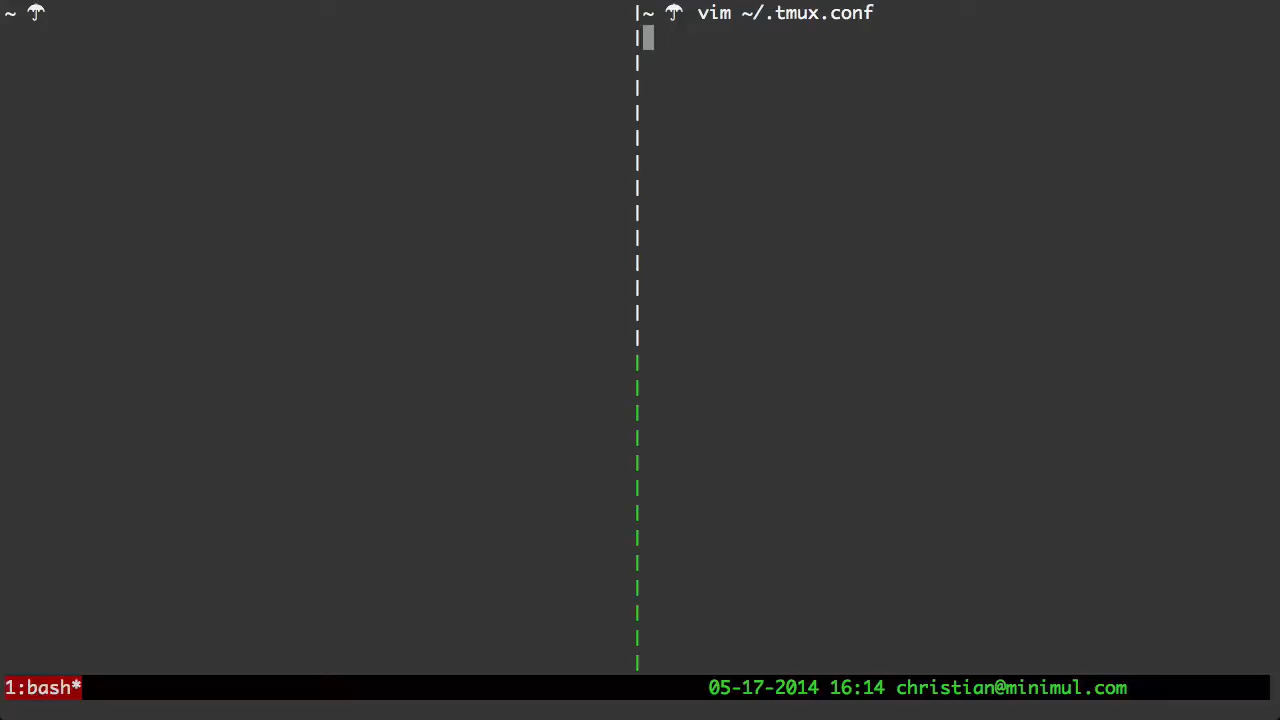 ~ ☂
~ ☂ vim ~/.tmux.conf
1:bash*
05-17-2014 16:14 christian@minimul.com